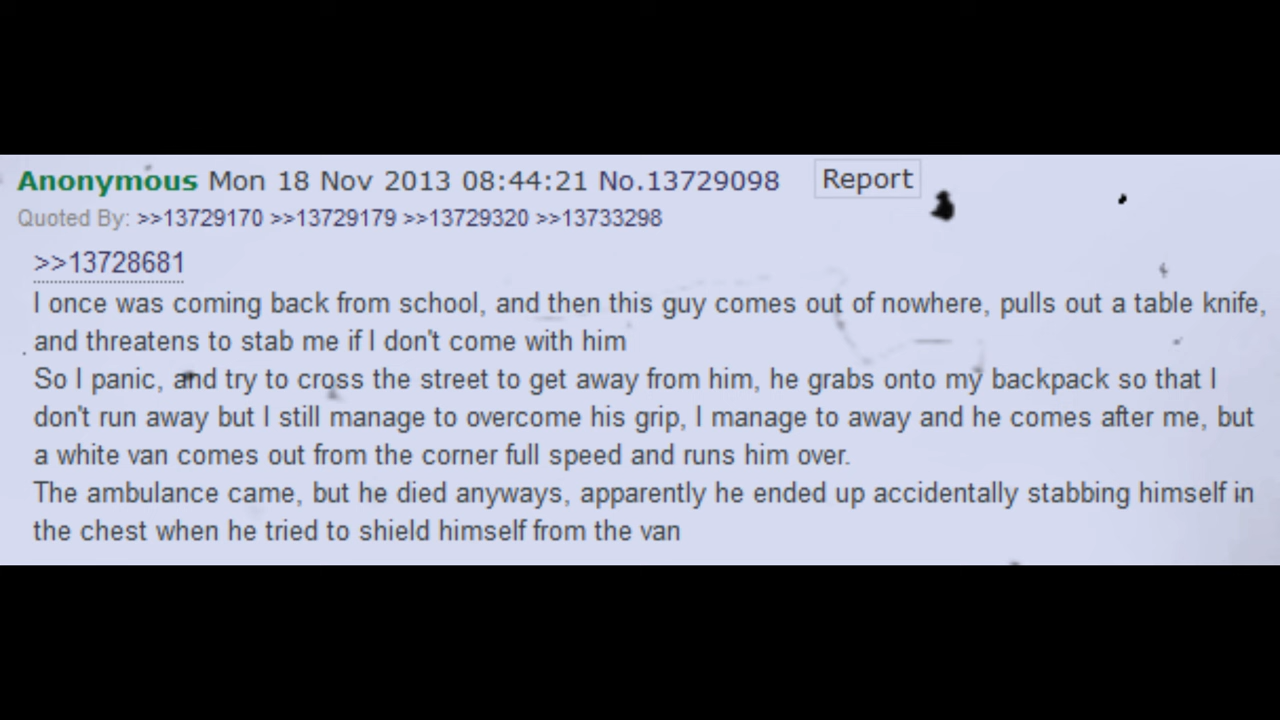 Anonymous Mon 18 Nov 2013 08:44:21 No.13729098 Report
Quoted By: >>13729170 >>13729179 >>13729320 >>13733298
>>13728681
I once was coming back from school, and then this guy comes out of nowhere, pulls out a table knife,
and threatens to stab me if I don't come with him
So I panic, and try to cross the street to get away from him, he grabs onto my backpack so that I
don't run away but I still manage to overcome his grip, I manage to away and he comes after me, but
a white van comes out from the corner full speed and runs him over.
The ambulance came, but he died anyways, apparently he ended up accidentally stabbing himself in
the chest when he tried to shield himself from the van